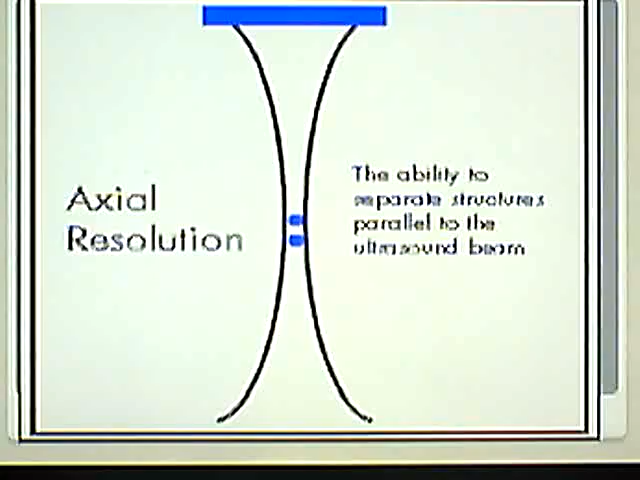 Axial
Resolution
The ability to
separate structures
parallel to the
ultrasound beam